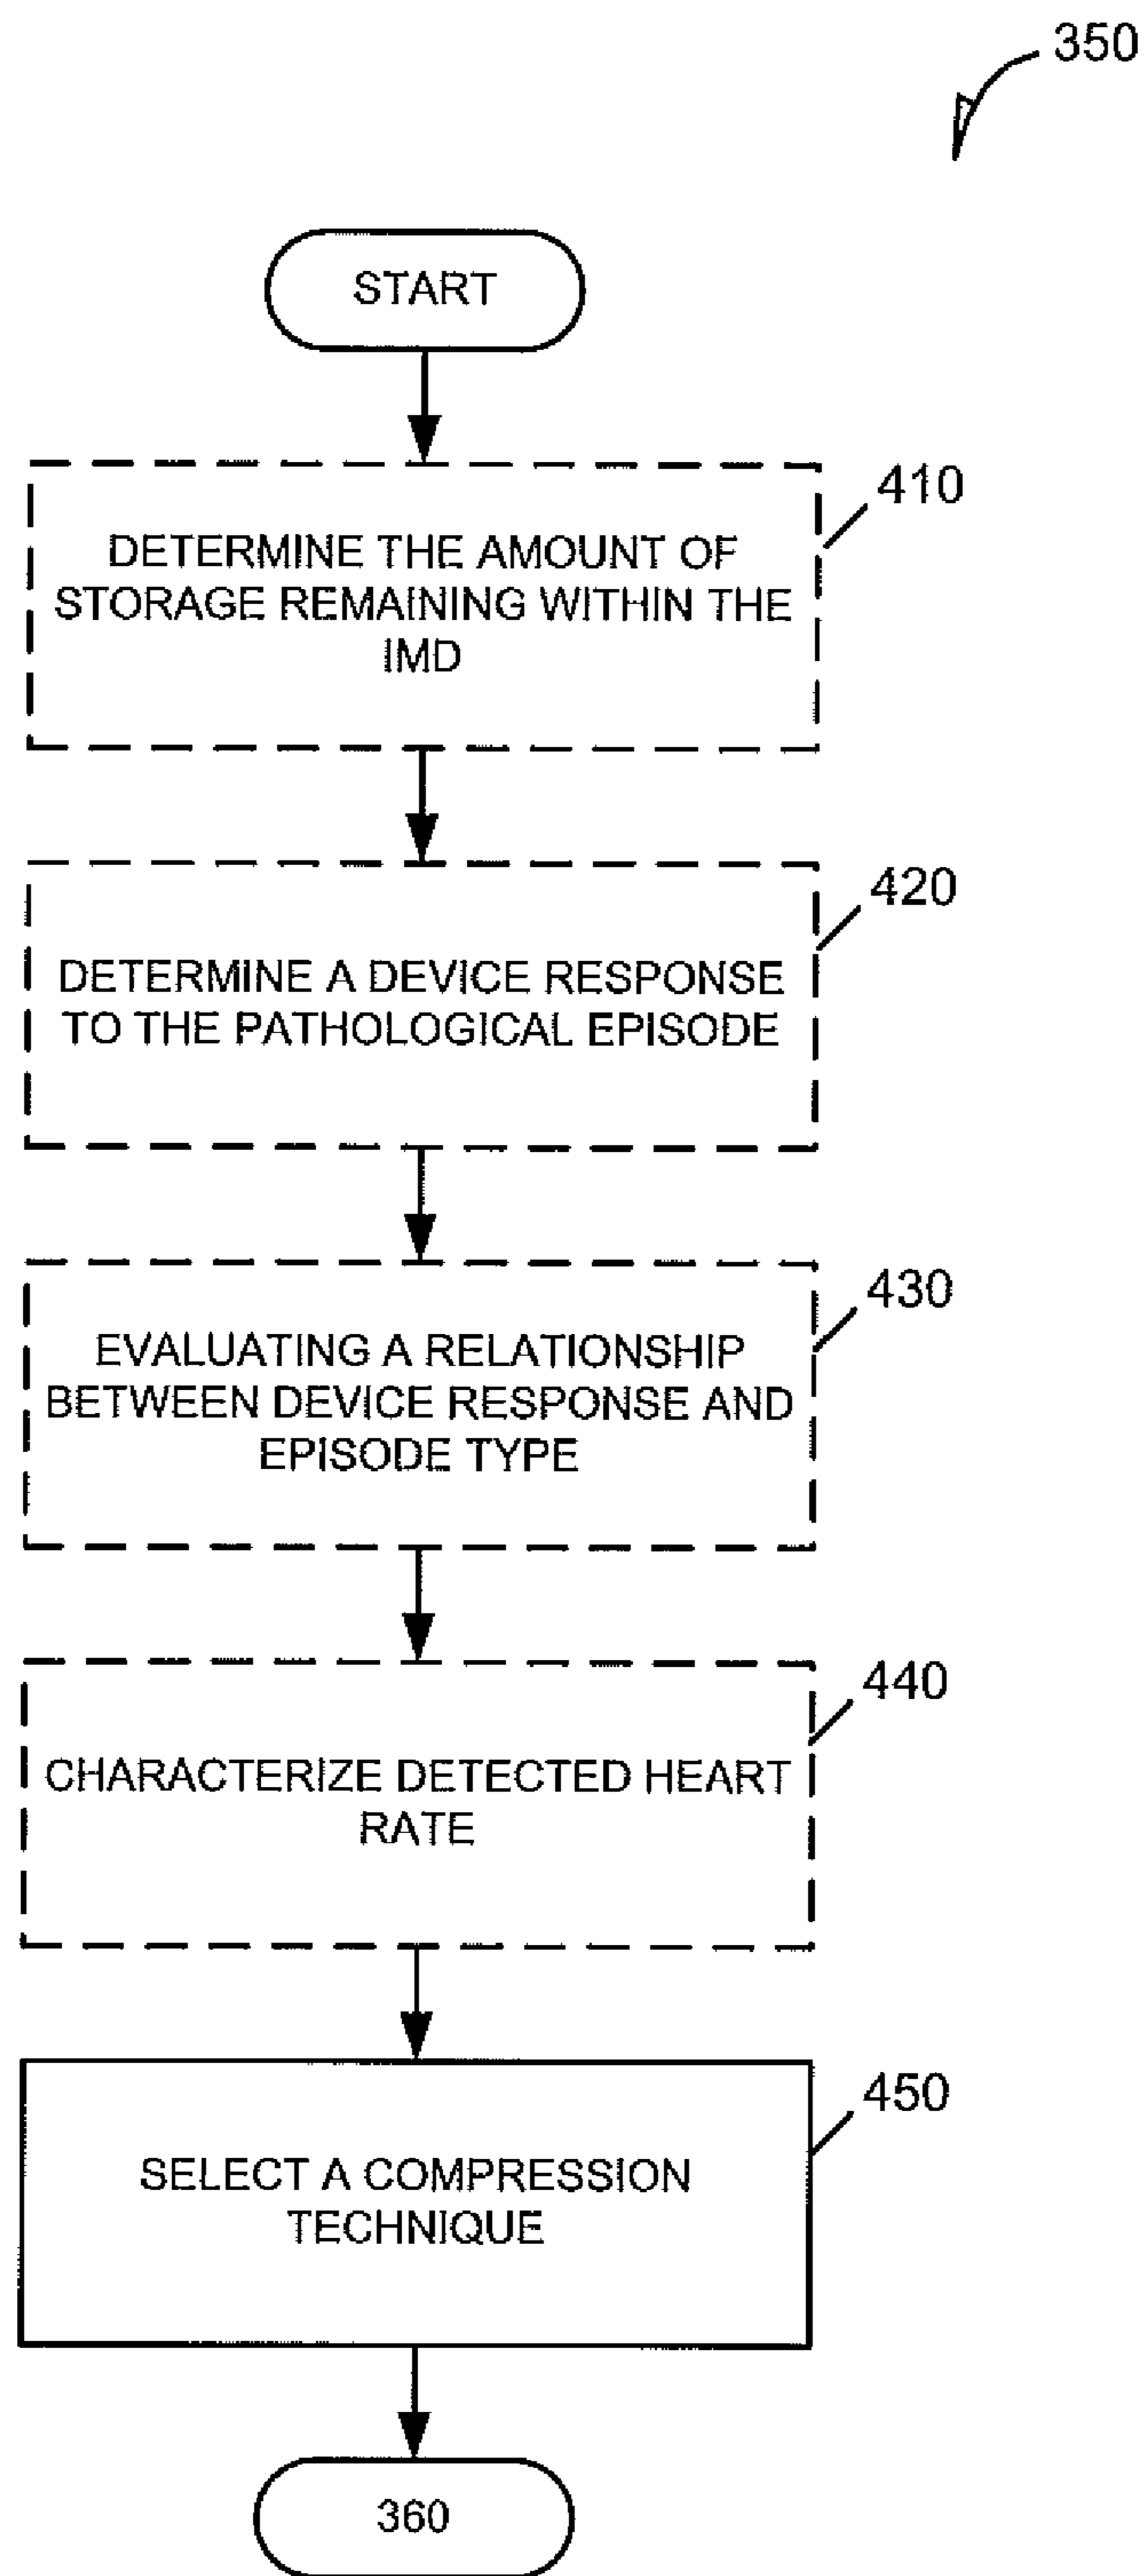 350
START
410
DETERMINE THE AMOUNT OF
STORAGE REMAINING WITHIN THE
IMD
420
DETERMINE A DEVICE RESPONSE
TO THE PATHOLOGICAL EPISODE
430
EVALUATING A RELATIONSHIP
BETWEEN DEVICE RESPONSE AND
EPISODE TYPE
440
CHARACTERIZE DETECTED HEART
RATE
450
SELECT A COMPRESSION
TECHNIQUE
360